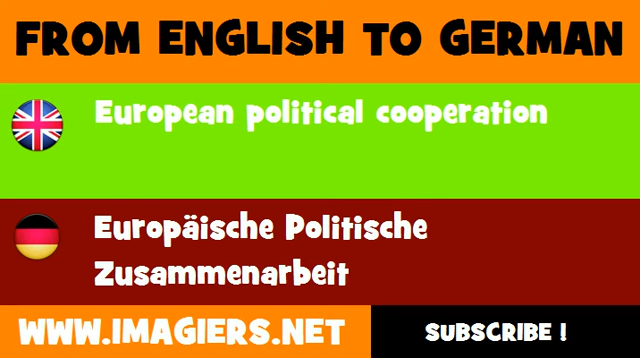 FROM ENGLISH TO GERMAN
European political cooperation
Europäische Politische
Zusammenarbeit
WWW.IMAGIERS.NET
SUBSCRIBE !